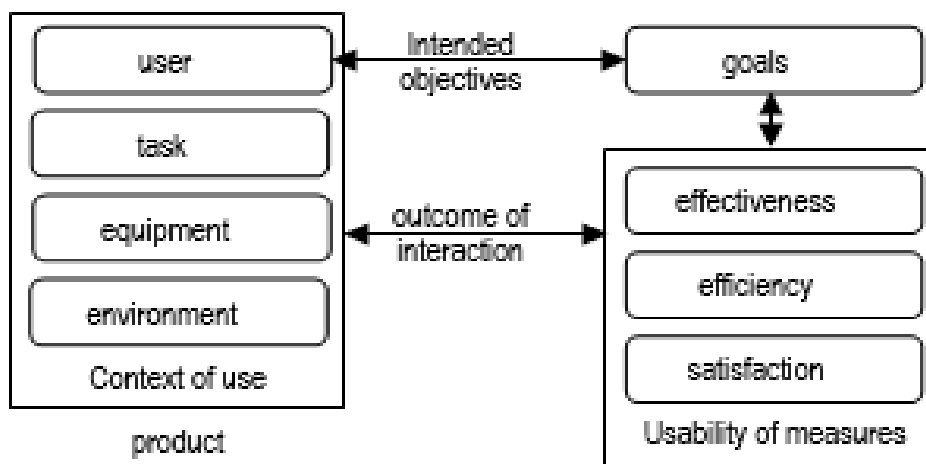 user
task
equipment
environment
Context of use
product
Intended
objectives
outcome of
interaction
goals
effectiveness
efficiency
satisfaction
Usability of measures